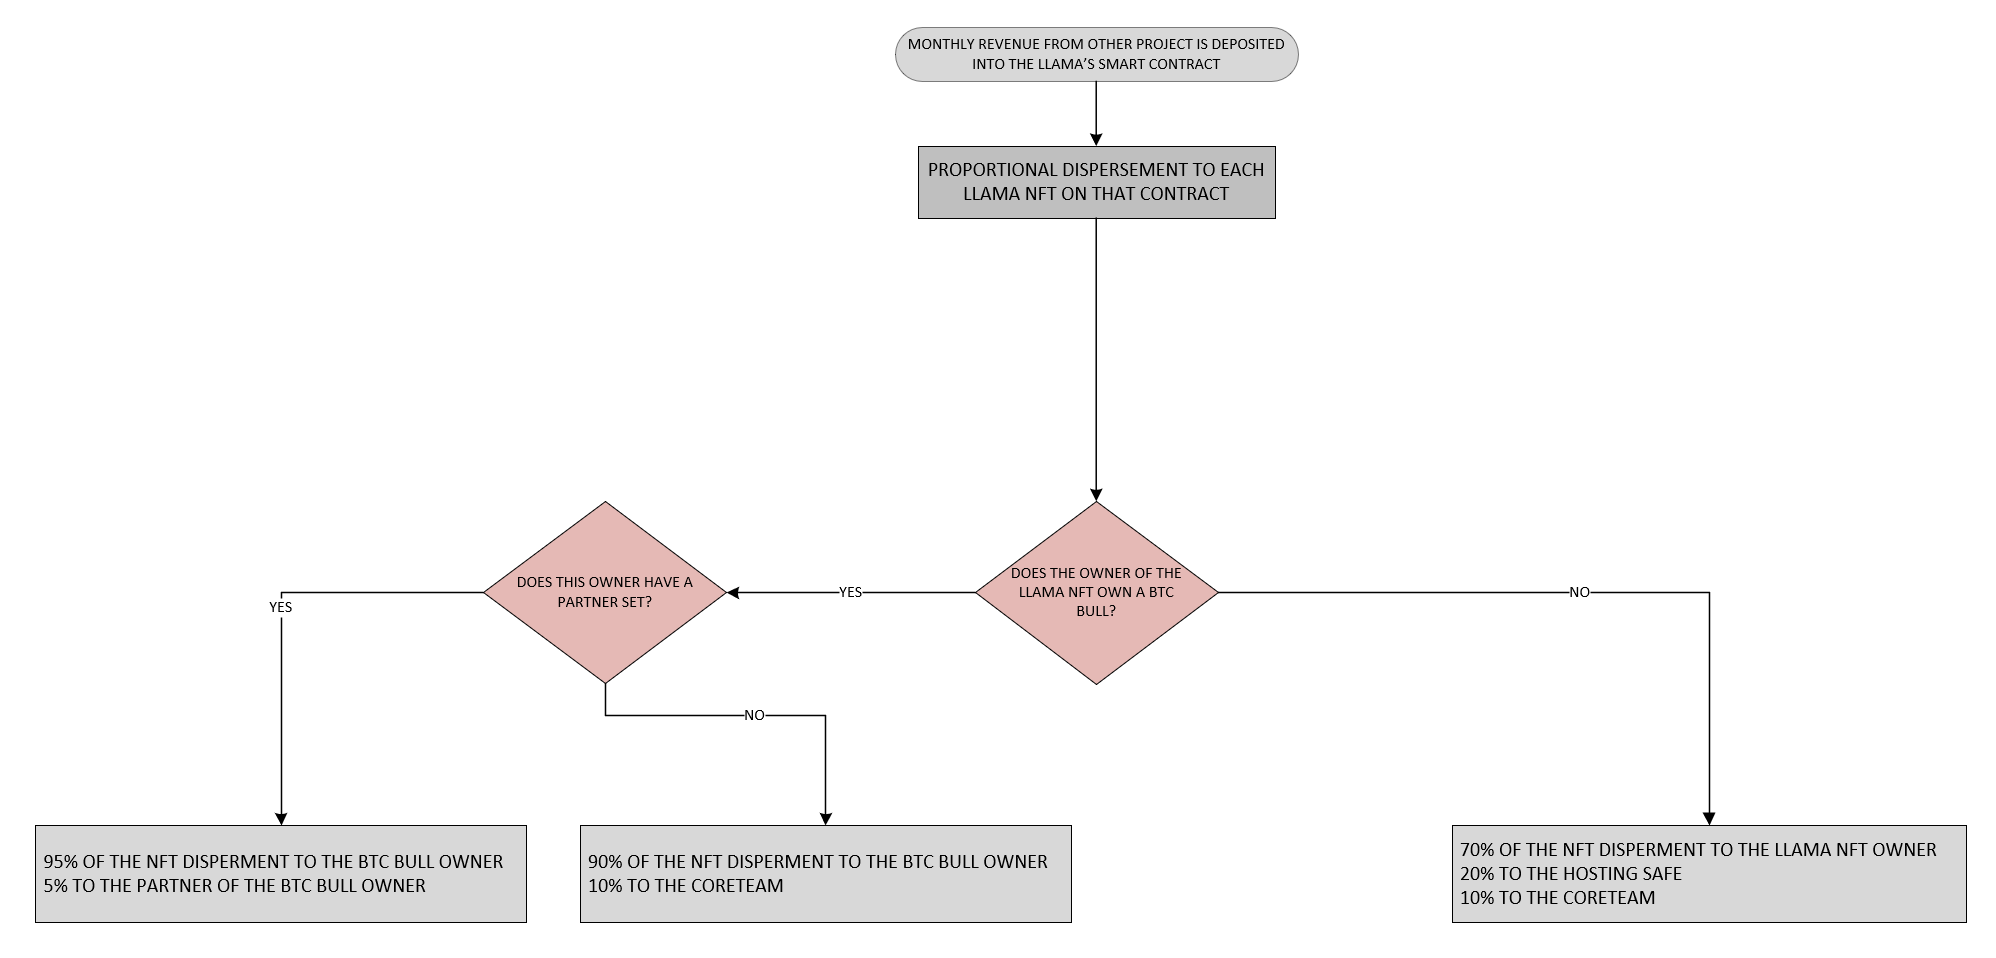 MONTHLY REVENUE FROM OTHER PROJECT IS DEPOSITED
INTO THE LLAMA'S SMART CONTRACT
PROPORTIONAL DISPERSEMENT TO EACH
LLAMA NFT ON THAT CONTRACT
DOES THIS OWNER HAVE A
PARTNER SET?
DOES THE OWNER OF THE
LLAMA NFT OWN A BTC
BULL?
YES
YES
NO
NO
95% OF THE NFT DISPERMENT TO THE BTC BULL OWNER
5% TO THE PARTNER OF THE BTC BULL OWNER
90% OF THE NFT DISPERMENT TO THE BTC BULL OWNER
10% TO THE CORETEAM
70% OF THE NFT DISPERMENT TO THE LLAMA NFT OWNER
20% TO THE HOSTING SAFE
10% TO THE CORETEAM